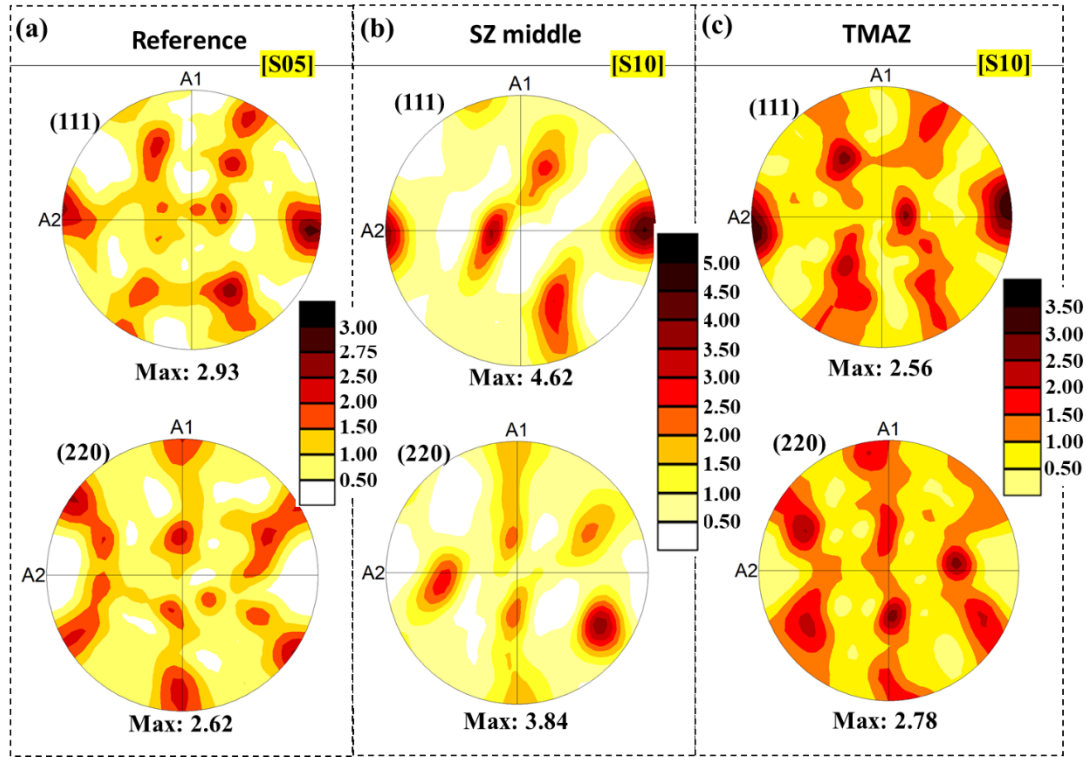 (a)
Reference
[S05]
A1
(111)
A2
Max: 2.93
3.00
2.75
2.50
2.00
1.50
1.00
0.50
A1
(220)
A2
Max: 2.62
(b)
SZ middle
[S10]
(111)
Max: 4.62
5.00
4.50
4.00
3.50
3.00
2.50
2.00
1.50
1.00
0.50
A1
(220)
A2
Max: 3.84
(c)
TMAZ
[S10]
A1
(111)
A2
Max: 2.56
3.50
3.00
2.50
2.00
1.50
1.00
0.50
A1
(220)
A2
Max: 2.78